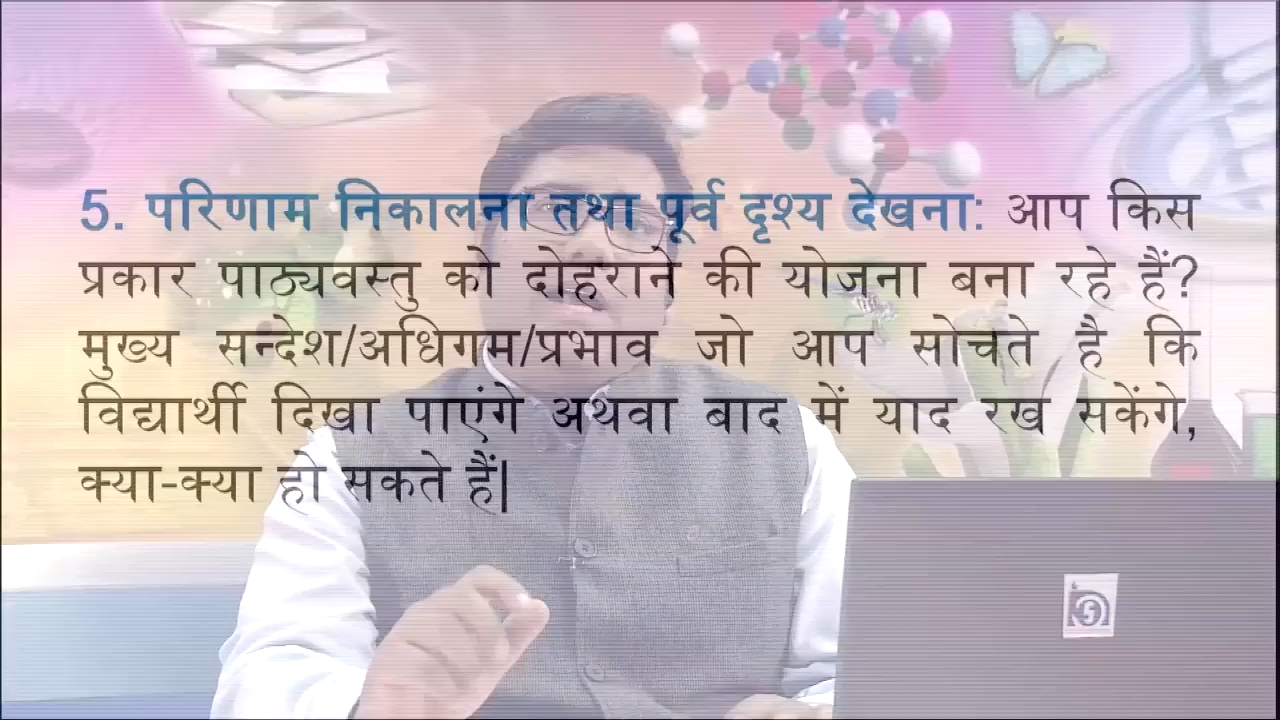 5. परिणाम निकालना तथा पूर्व दृश्य देखना: आप किस
प्रकार पाठ्यवस्तु को दोहराने की योजना बना रहे हैं?
मुख्य सन्देश/अधिगम/प्रभाव जो आप सोचते है कि
विद्यार्थी दिखा पाएंगे अथवा बाद में याद रख सकेंगे,
क्या-क्या हो सकते हैं|